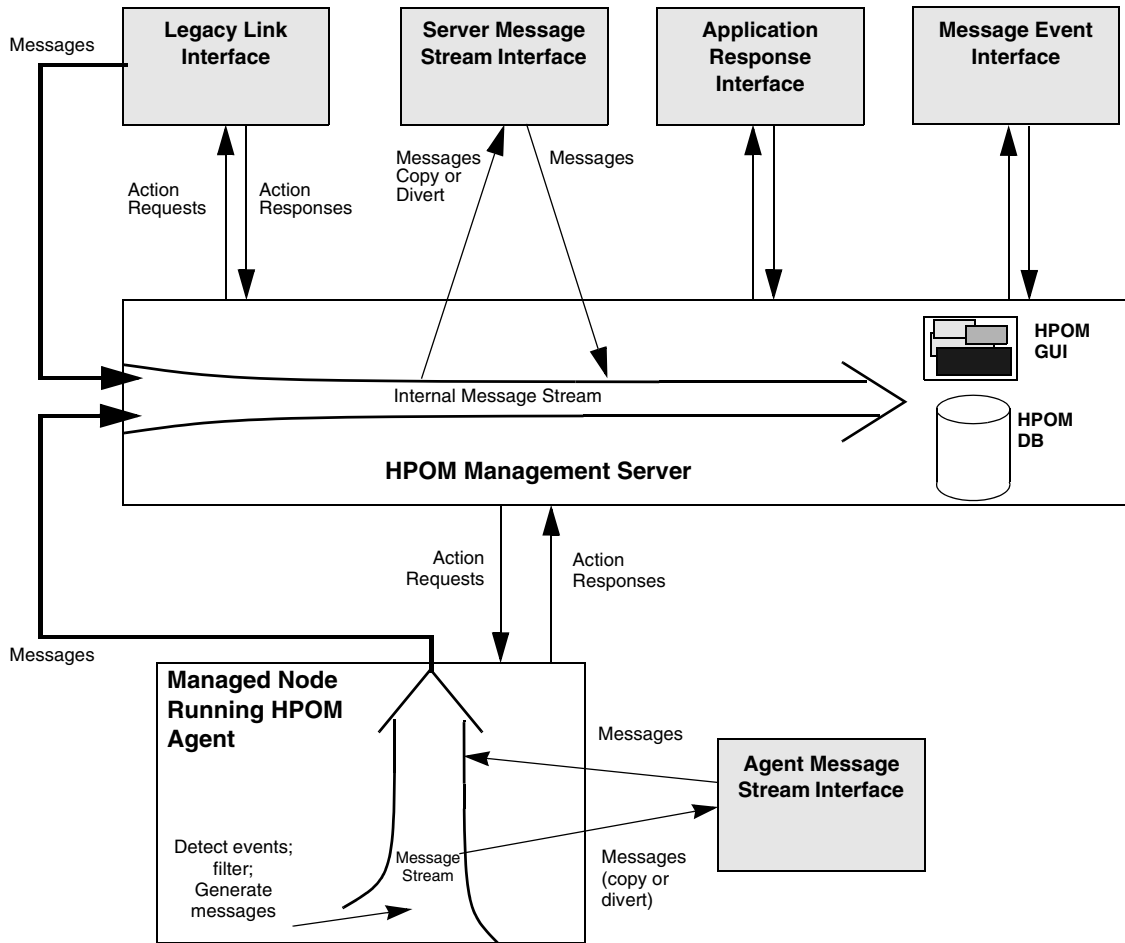 Messages
Legacy Link
Interface
Server Message
Stream Interface
Application
Response
Interface
Message Event
Interface
Action
Requests
Action
Responses
Messages
Copy or
Divert
Messages
HPOM
GUI
Internal Message Stream
HPOM
DB
HPOM Management Server
Action
Requests
Action
Responses
Messages
Managed Node
Running HPOM
Agent
Messages
Agent Message
Stream Interface
Detect events;
filter;
Generate
messages
Message
Stream
Messages
(copy or
divert)